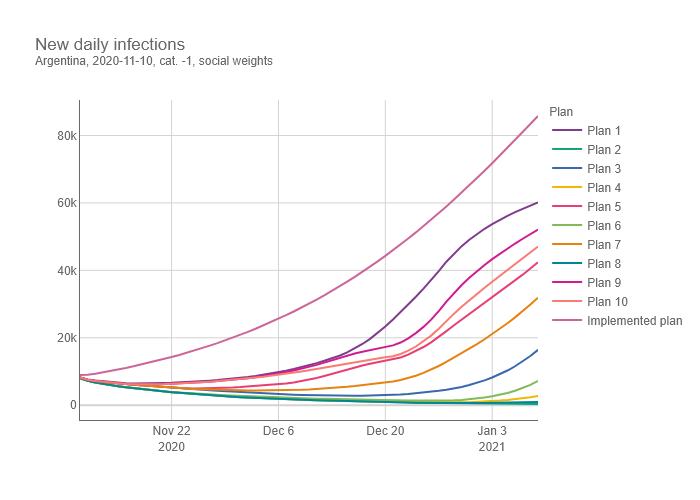 New daily infections
Argentina, 2020-11-10, cat. -1, social weights
80k
60k
40k
20k
0
Nov 22
2020
Dec 6
Dec 20
Jan 3
2021
Plan
Plan 1
Plan 2
Plan 3
Plan 4
Plan 5
Plan 6
Plan 7
Plan 8
Plan 9
Plan 10
Implemented plan